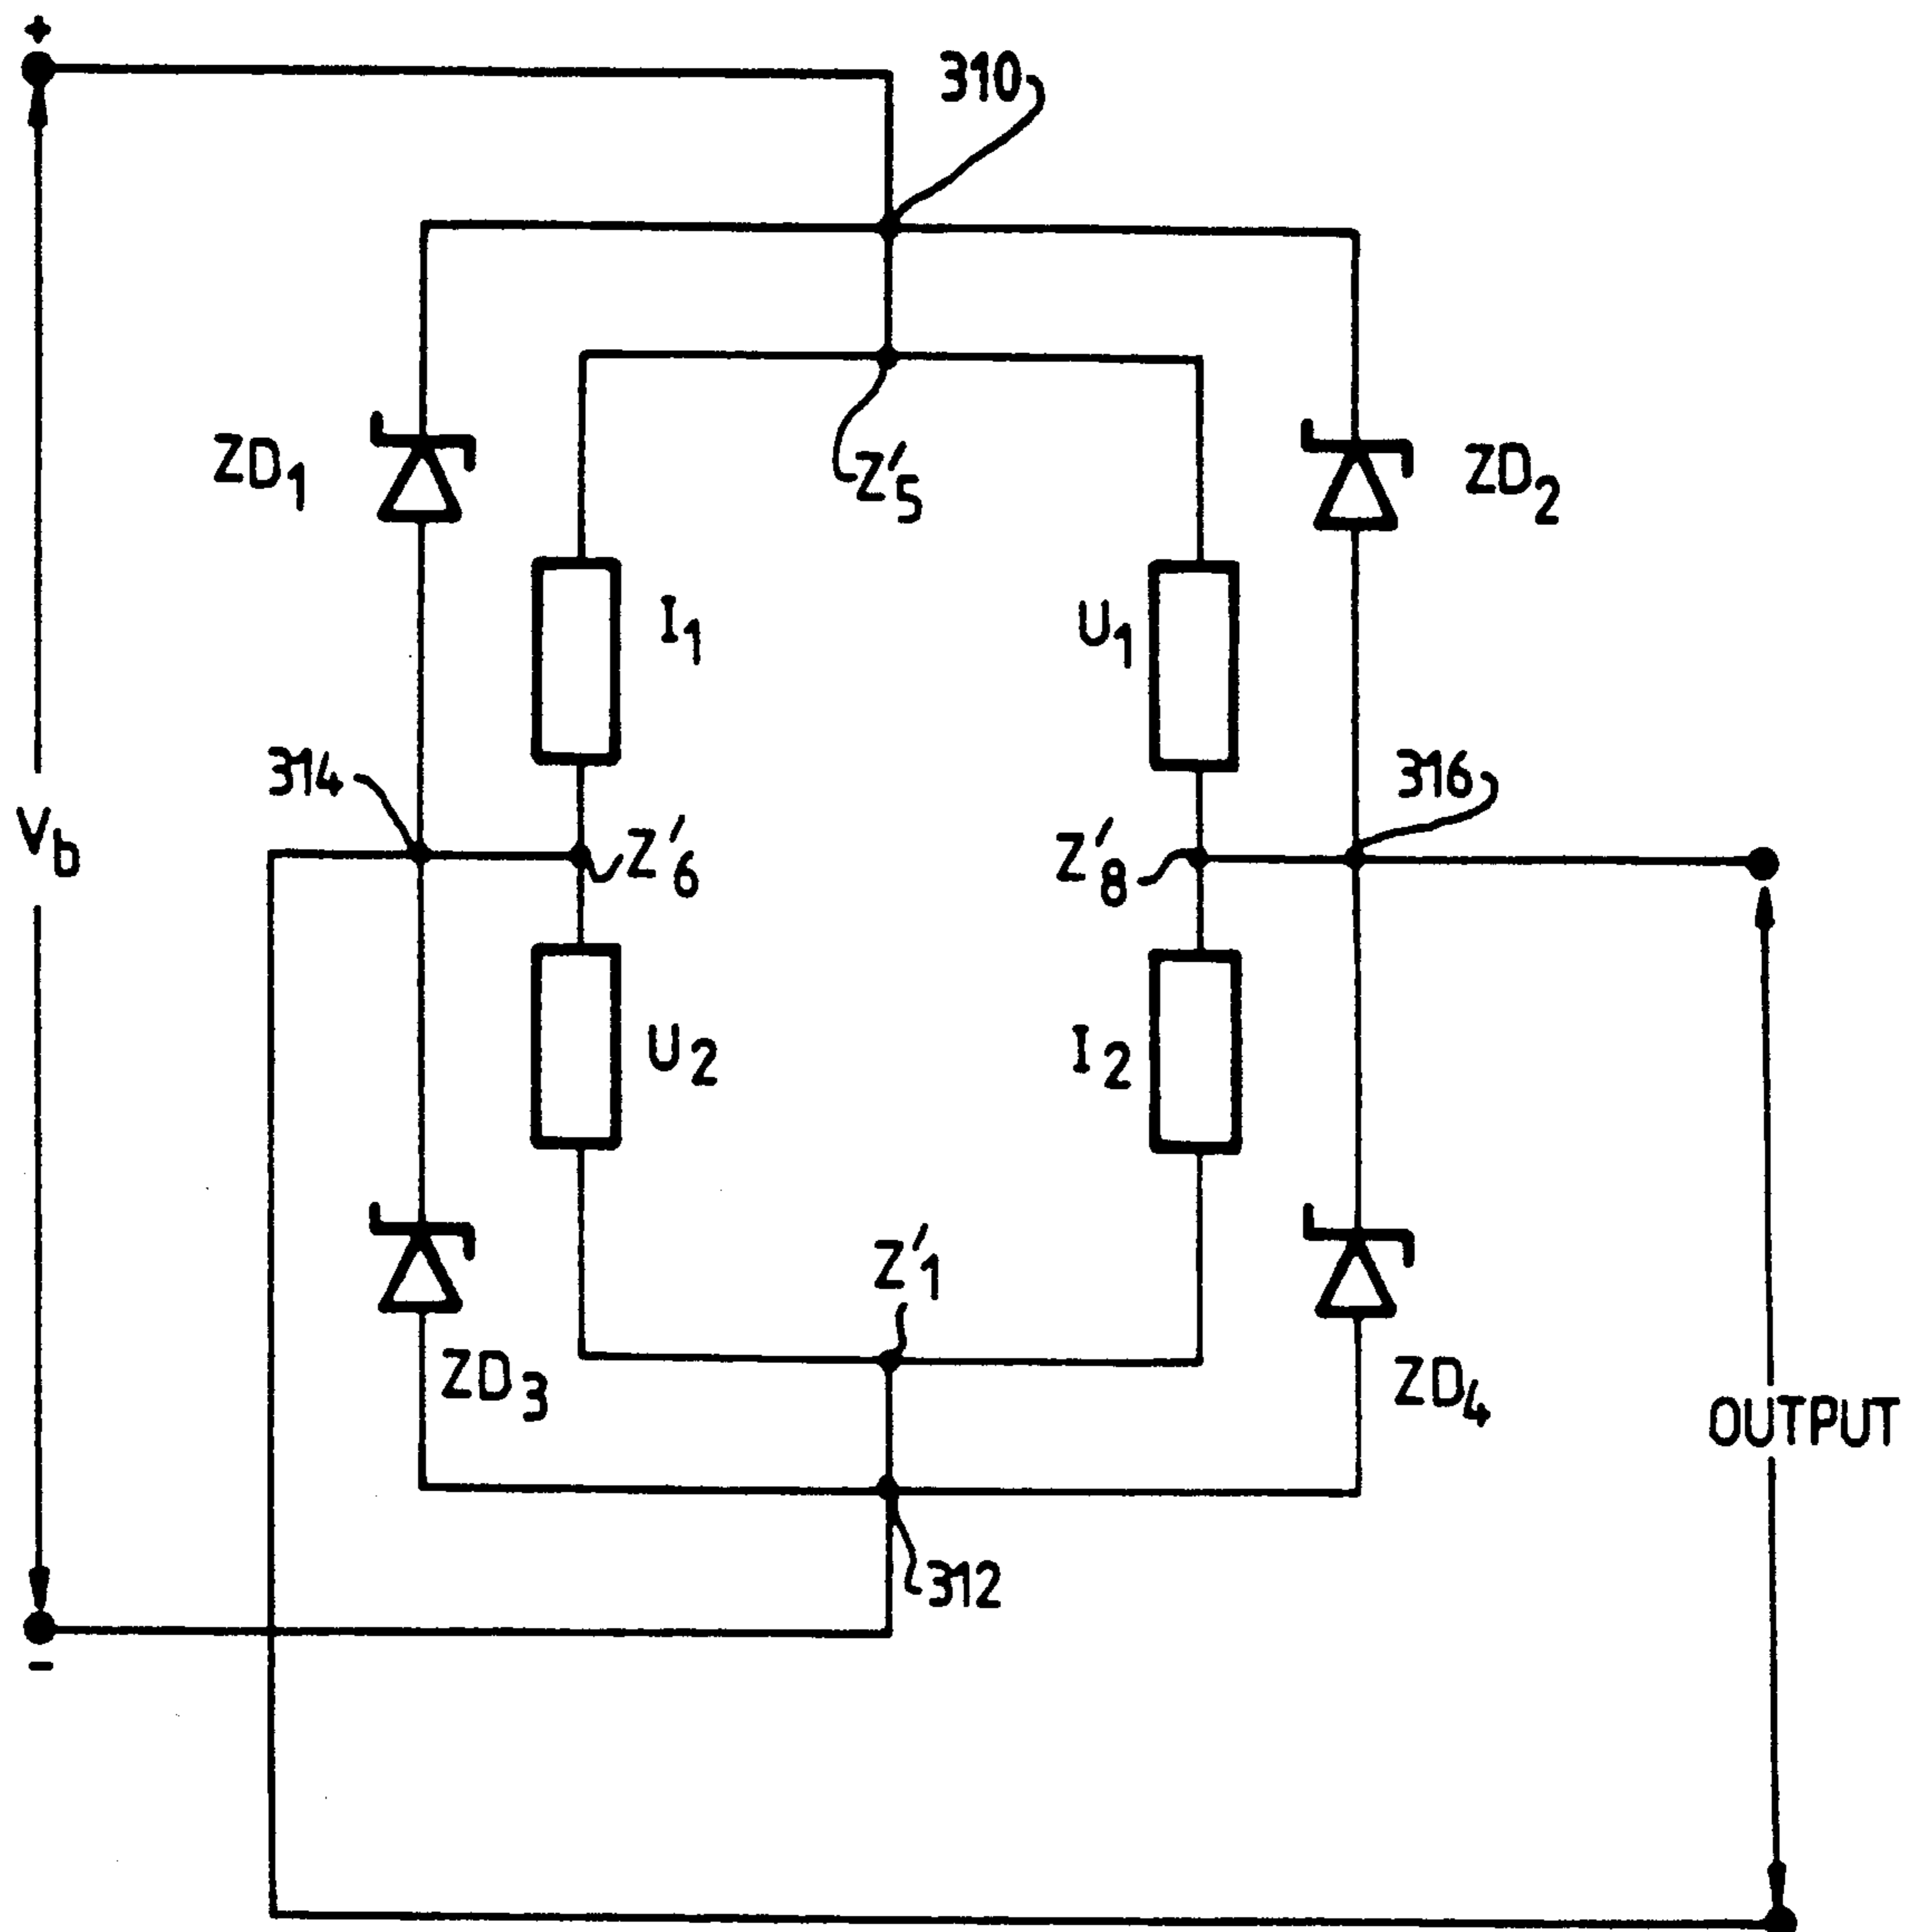 +
310
ZD1
Z'5
ZD2
I1
U1
314
316
Vb
Z'6
Z'8
U2
I2
Z'1
ZD3
ZD4
OUTPUT
312
-